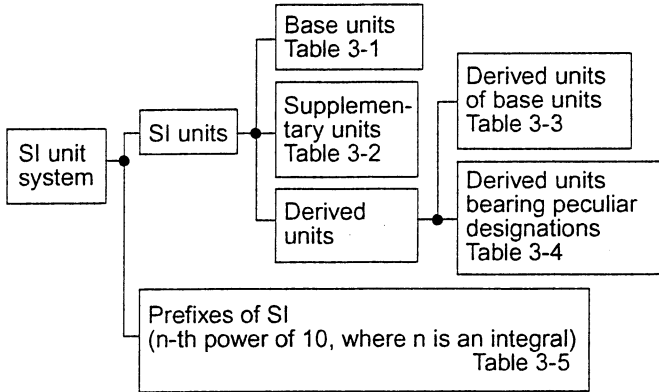 Base units
Table 3-1
Derived units
of base units
Table 3-3
Supplemen-
tary units
Table 3-2
SI units
SI unit
system
Derived units
bearing peculiar
designations
Table 3-4
Derived
units
Prefixes of SI
(n-th power of 10, where n is an integral)
Table 3-5